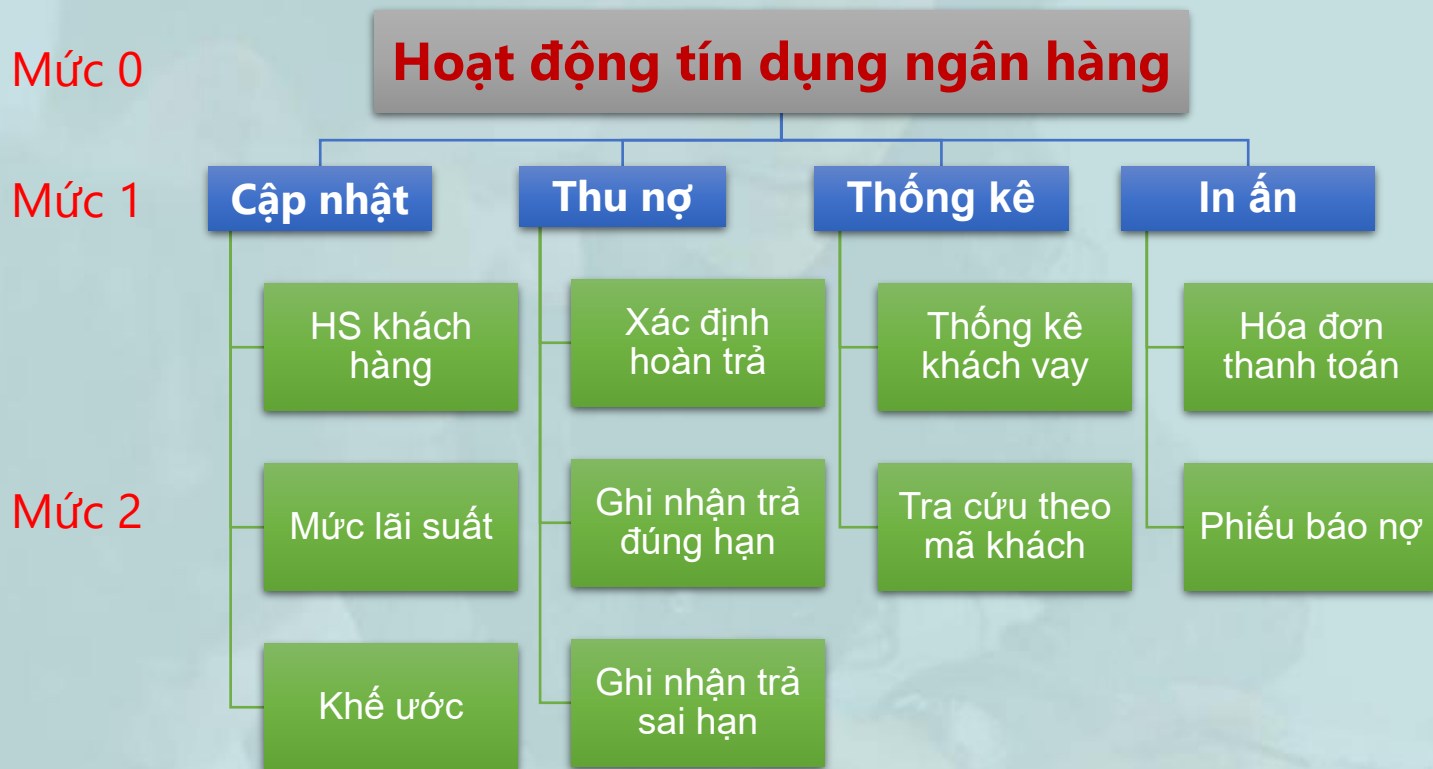 Mức 0
Hoạt động tín dụng ngân hàng
Mức 1
Cập nhật
Thu nợ
Thống kê
In ấn
HS khách
hàng
Xác định
hoàn trả
Thống kê
khách vay
Hóa đơn
thanh toán
Mức 2
Mức lãi suất
Ghi nhận trả
đúng hạn
Tra cứu theo
mã khách
Phiếu báo nợ
Khế ước
Ghi nhận trả
sai hạn